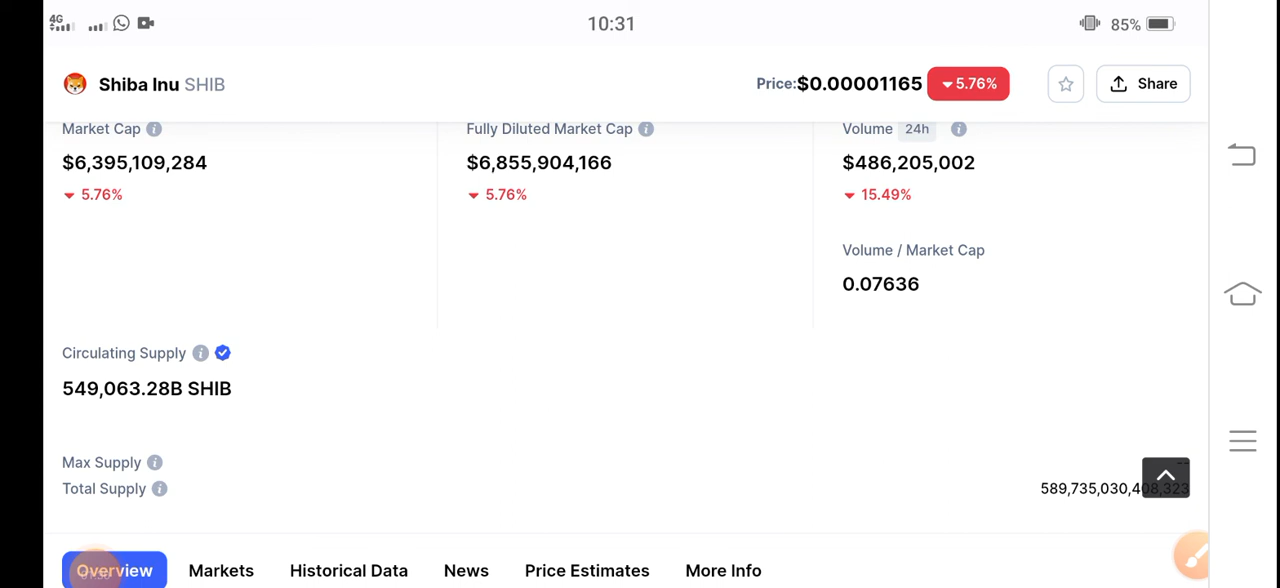 4G 10:31 85%
Shiba Inu SHIB Price:$0.00001165 5.76% Share
Market Cap Fully Diluted Market Cap Volume 24h
$6,395,109,284 $6,855,904,166 $486,205,002
5.76% 5.76% 15.49%
Volume / Market Cap
0.07636
Circulating Supply
549,063.28B SHIB
Max Supply --
Total Supply 589,735,030,408,323
Overview Markets Historical Data News Price Estimates More Info